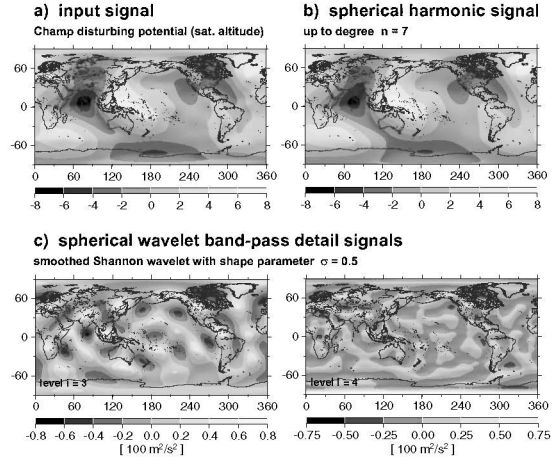 a) input signal
Champ disturbing potential (sat. altitude)
60
0
-60
0 60 120 180 240 300 360
-8 -6 -4 -2 0 2 4 6 8
b) spherical harmonic signal
up to degree n = 7
60
0
-60
0 60 120 180 240 300 360
-8 -6 -4 -2 0 2 4 6 8
c) spherical wavelet band-pass detail signals
smoothed Shannon wavelet with shape parameter σ = 0.5
60
0
-60
level i = 3
0 60 120 180 240 300 360
-0.8 -0.6 -0.4 -0.2 0.0 0.2 0.4 0.6 0.8
[ 100 m²/s² ]
60
0
-60
level i = 4
0 60 120 180 240 300 360
-0.75 -0.50 -0.25 0.00 0.25 0.50 0.75
[ 100 m²/s² ]